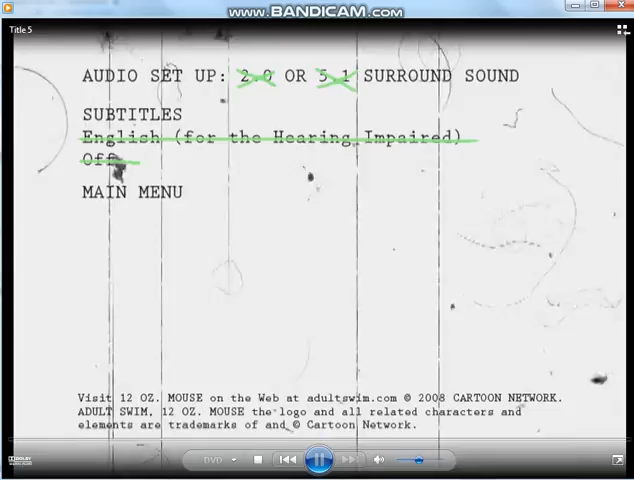 www.BANDICAM.com
Title 5
AUDIO SET UP: 2.0 OR 5.1 SURROUND SOUND
SUBTITLES
English (for the Hearing Impaired)
Off
MAIN MENU
Visit 12 OZ. MOUSE on the Web at adultswim.com © 2008 CARTOON NETWORK.
ADULT SWIM, 12 OZ. MOUSE the logo and all related characters and
elements are trademarks of and © Cartoon Network.
DVD
DOLBY